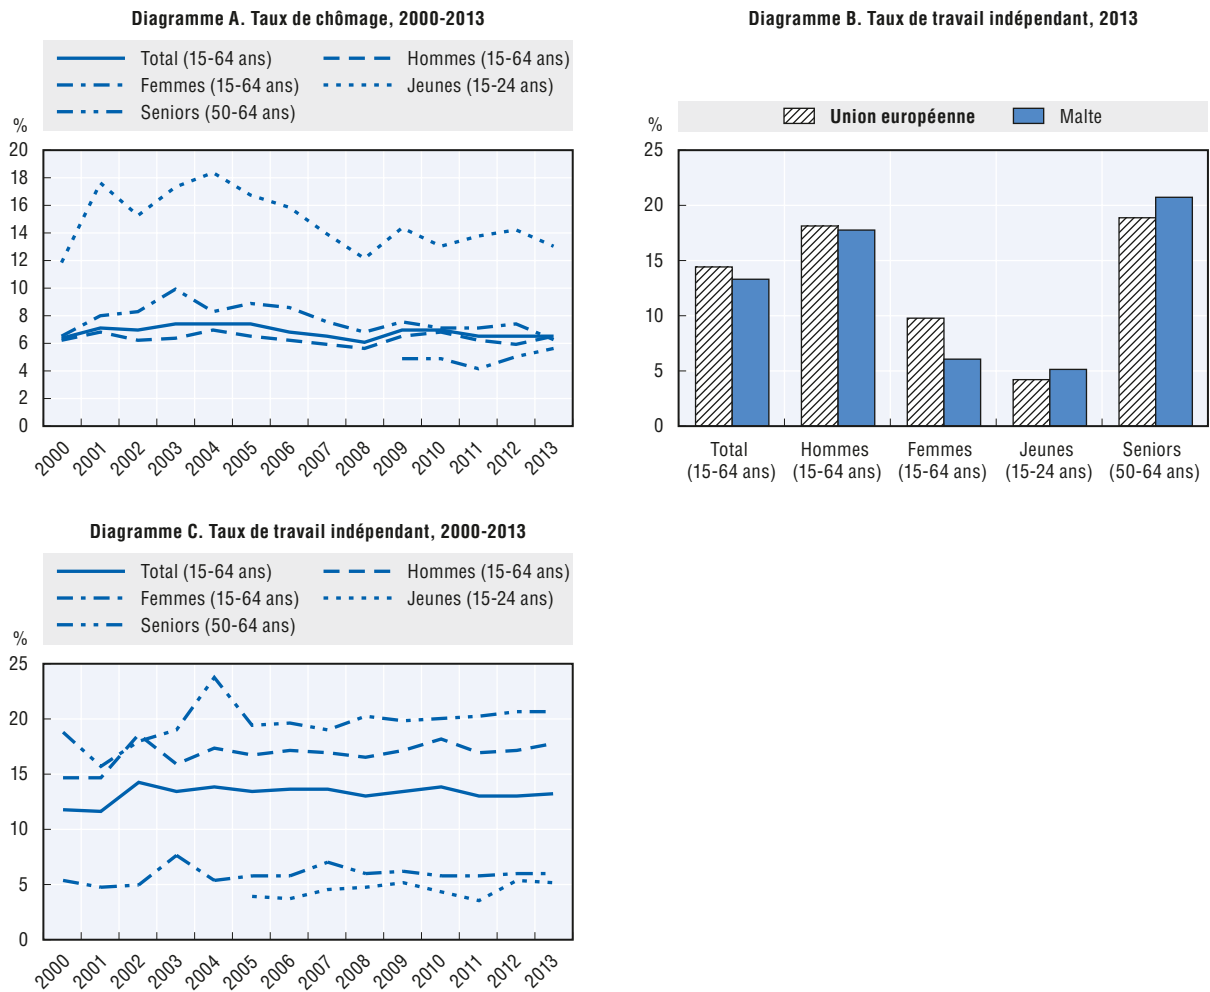 Diagramme A. Taux de chômage, 2000-2013
Total (15-64 ans)
Hommes (15-64 ans)
Femmes (15-64 ans)
Jeunes (15-24 ans)
Seniors (50-64 ans)
%
20
18
16
14
12
10
8
6
4
2
0
2000
2001
2002
2003
2004
2005
2006
2007
2008
2009
2010
2011
2012
2013
Diagramme B. Taux de travail indépendant, 2013
Union européenne
Malte
%
25
20
15
10
5
0
Total
(15-64 ans)
Hommes
(15-64 ans)
Femmes
(15-64 ans)
Jeunes
(15-24 ans)
Seniors
(50-64 ans)
Diagramme C. Taux de travail indépendant, 2000-2013
Total (15-64 ans)
Hommes (15-64 ans)
Femmes (15-64 ans)
Jeunes (15-24 ans)
Seniors (50-64 ans)
%
25
20
15
10
5
0
2000
2001
2002
2003
2004
2005
2006
2007
2008
2009
2010
2011
2012
2013